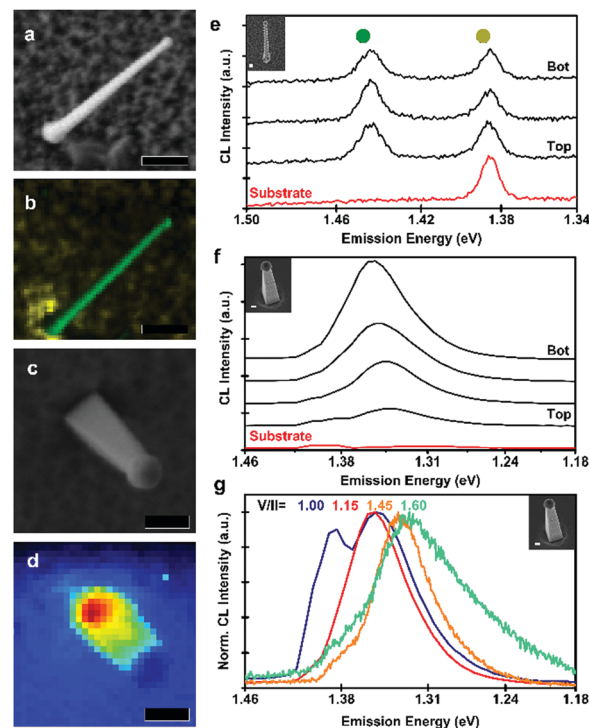 a
b
c
d
e
CL Intensity (a.u.)
Bot
Top
Substrate
1.50 1.46 1.42 1.38 1.34
Emission Energy (eV)
f
CL Intensity (a.u.)
Bot
Top
Substrate
1.46 1.38 1.31 1.24 1.18
Emission Energy (eV)
g
V/II= 1.00 1.15 1.45 1.60
Norm. CL Intensity (a.u.)
1.46 1.38 1.31 1.24 1.18
Emission Energy (eV)